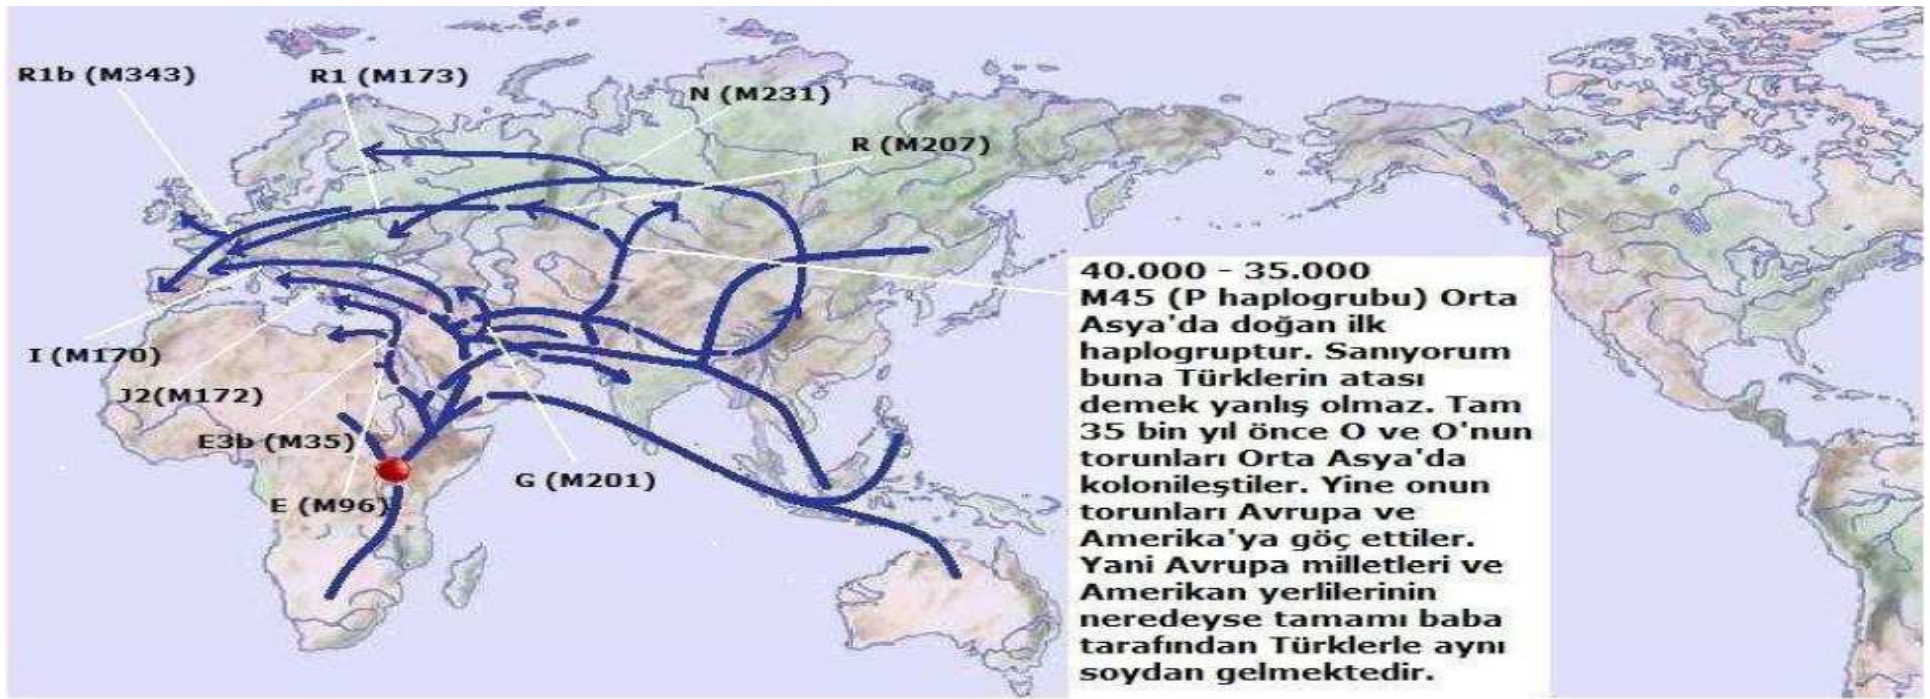 R1b (M343)
R1 (M173)
N (M231)
R (M207)
I (M170)
J2(M172)
E3b (M35)
E (M96)
G (M201)
40.000 - 35.000
M45 (P haplogrubu) Orta
Asya'da doğan ilk
haplogruptur. Sanıyorum
buna Türklerin atası
demek yanlış olmaz. Tam
35 bin yıl önce O ve O'nun
torunları Orta Asya'da
kolonileştiler. Yine onun
torunları Avrupa ve
Amerika'ya göç ettiler.
Yani Avrupa milletleri ve
Amerikan yerlilerinin
neredeyse tamamı baba
tarafından Türklerle aynı
soydan gelmektedir.